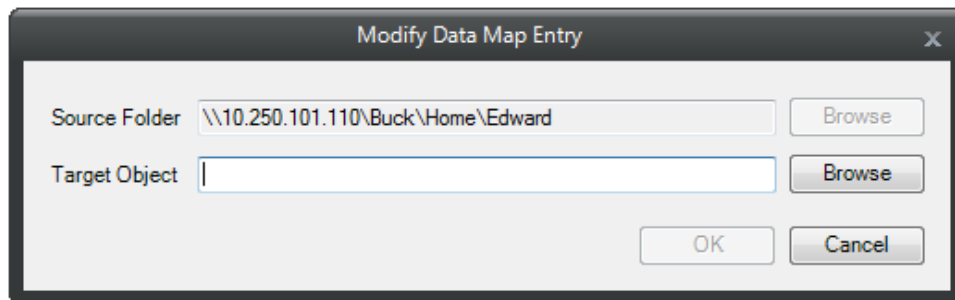 Modify Data Map Entry
x
Source Folder \\10.250.101.110\Buck\Home\Edward Browse
Target Object Browse
OK Cancel